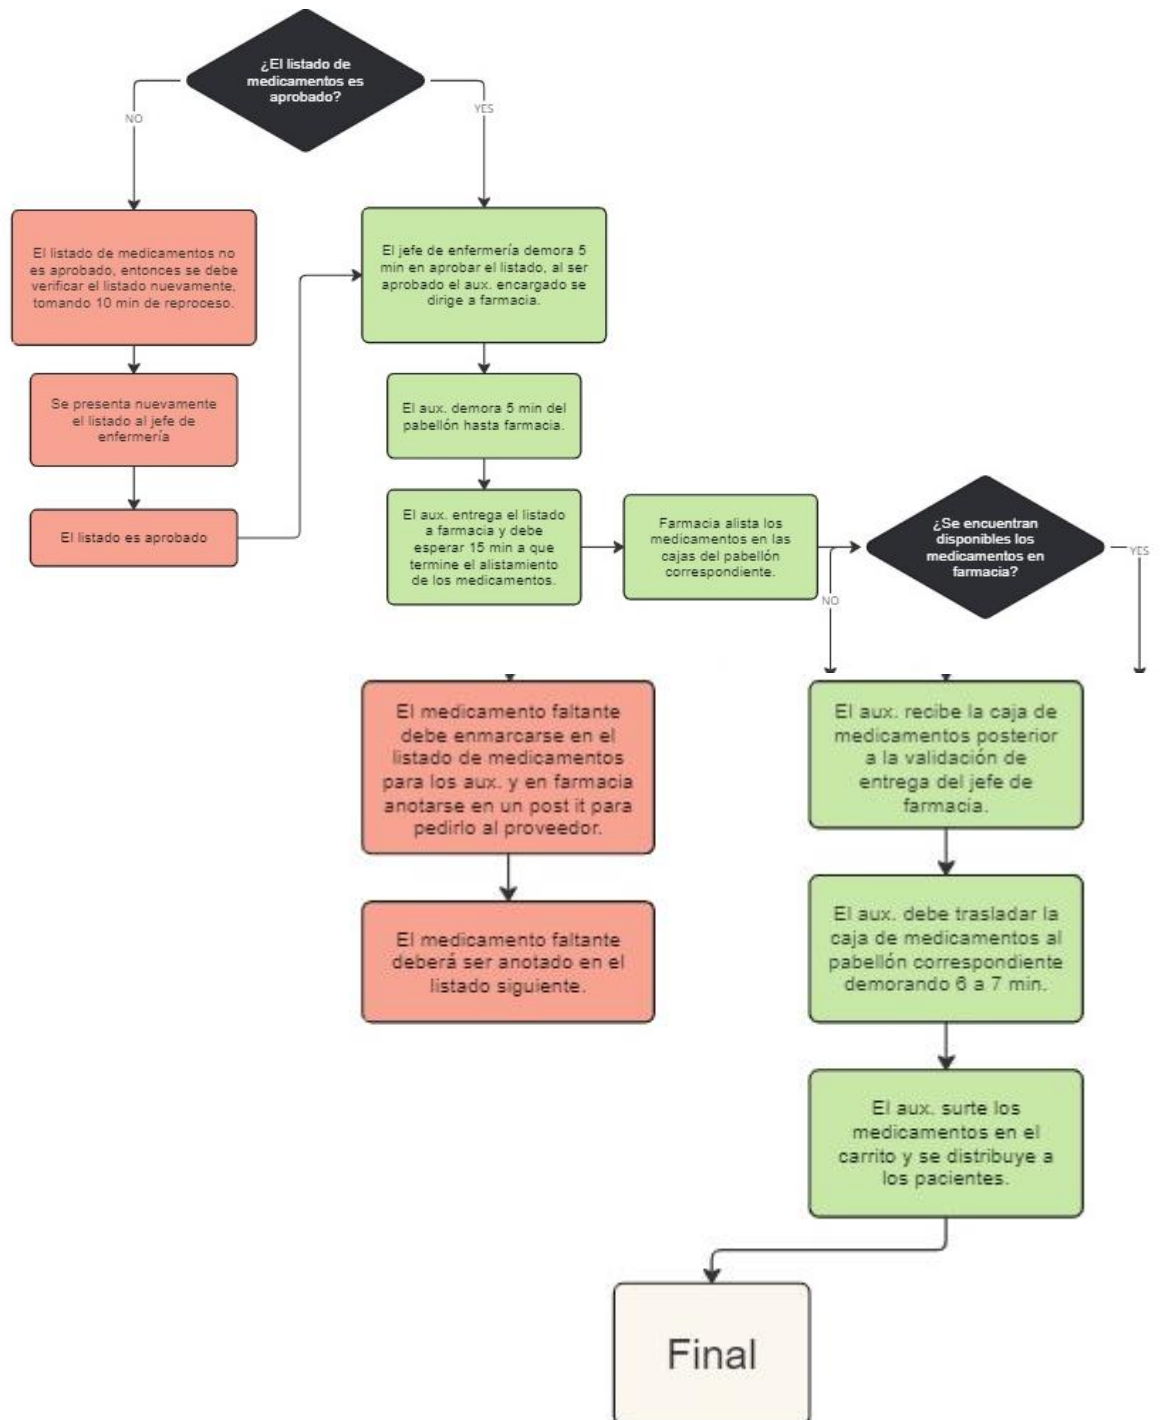 ¿El listado de
medicamentos es
aprobado?
NO
YES
El listado de medicamentos no
es aprobado, entonces se debe
verificar el listado nuevamente,
tomando 10 min de reproceso.
El jefe de enfermería demora 5
min en aprobar el listado, al ser
aprobado el aux. encargado se
dirige a farmacia.
Se presenta nuevamente
el listado al jefe de
enfermería
El aux. demora 5 min del
pabellón hasta farmacia.
El listado es aprobado
El aux. entrega el listado
a farmacia y debe
esperar 15 min a que
termine el alistamiento
de los medicamentos.
Farmacia alista los
medicamentos en las
cajas del pabellón
correspondiente.
¿Se encuentran
disponibles los
medicamentos en
farmacia?
YES
NO
El medicamento faltante
debe enmarcarse en el
listado de medicamentos
para los aux. y en farmacia
anotarse en un post it para
pedirlo al proveedor.
El medicamento faltante
deberá ser anotado en el
listado siguiente.
El aux. recibe la caja de
medicamentos posterior
a la validación de
entrega del jefe de
farmacia.
El aux. debe trasladar la
caja de medicamentos al
pabellón correspondiente
demorando 6 a 7 min.
El aux. surte los
medicamentos en el
carrito y se distribuye a
los pacientes.
Final